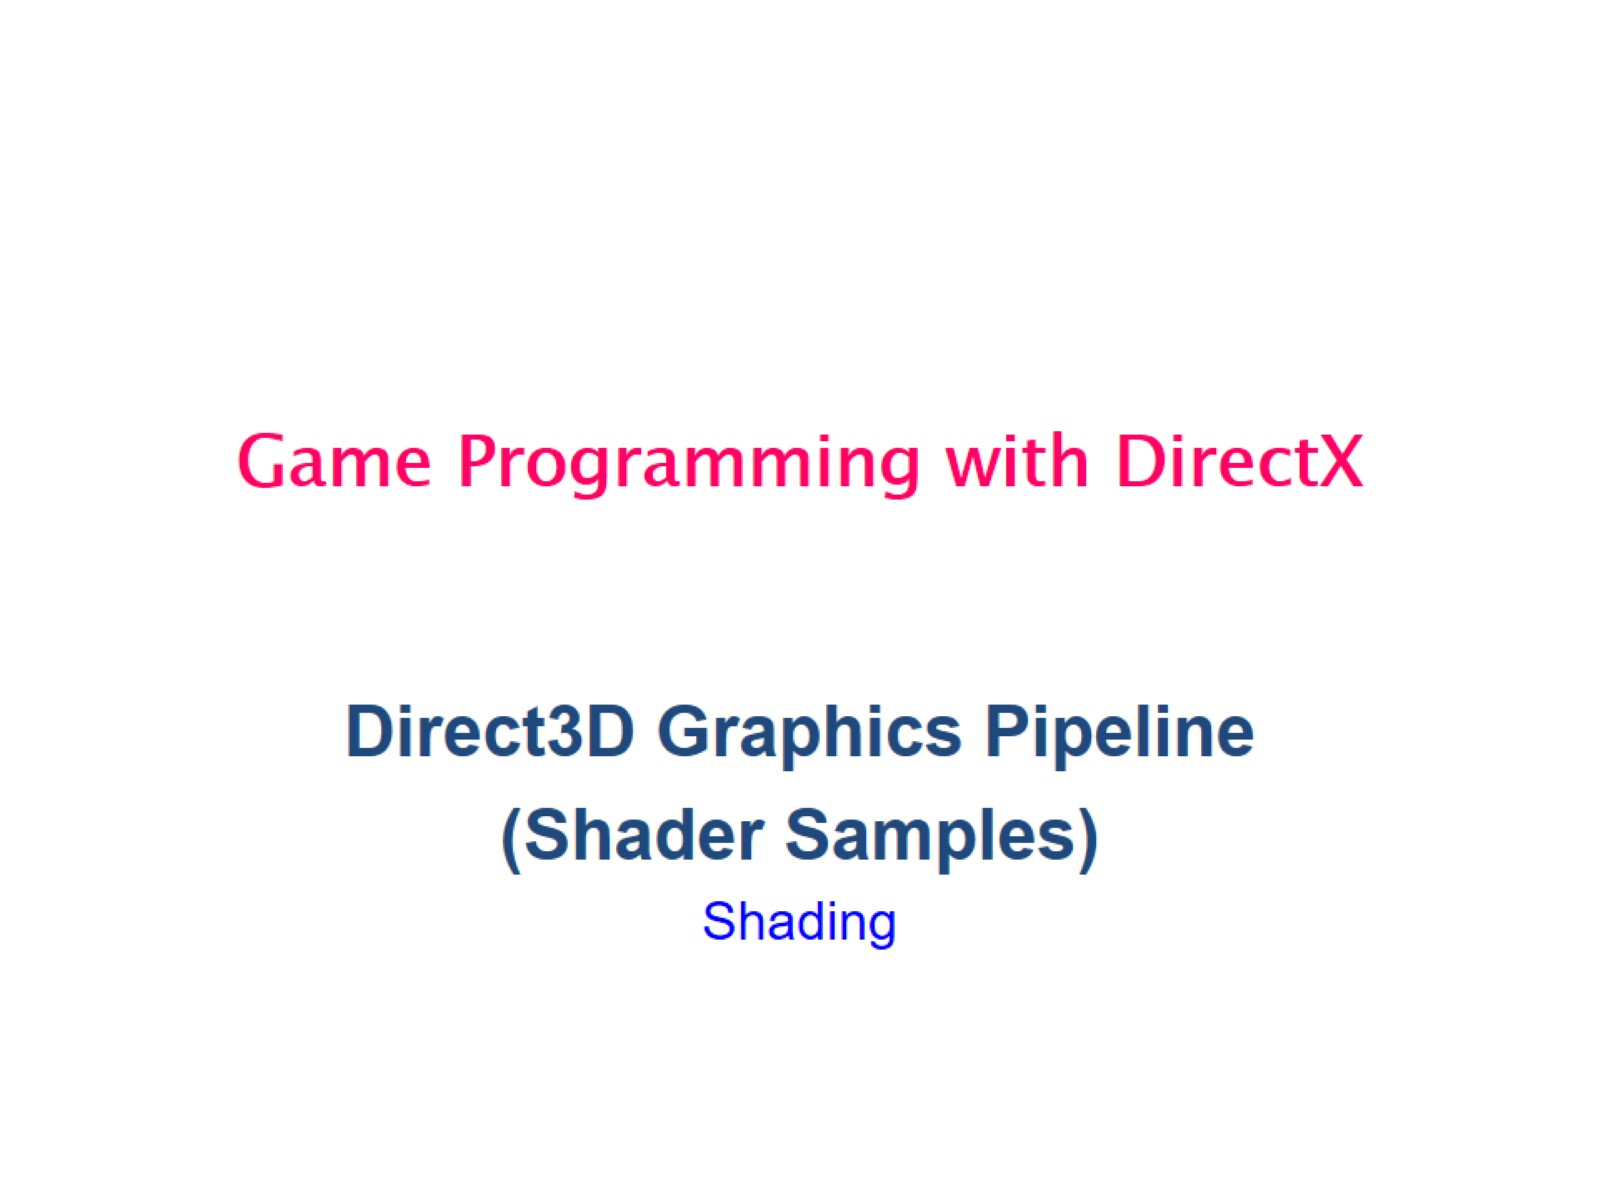 Game Programming with DirectX
Direct3D Graphics Pipeline
(Shader Samples)
Shading